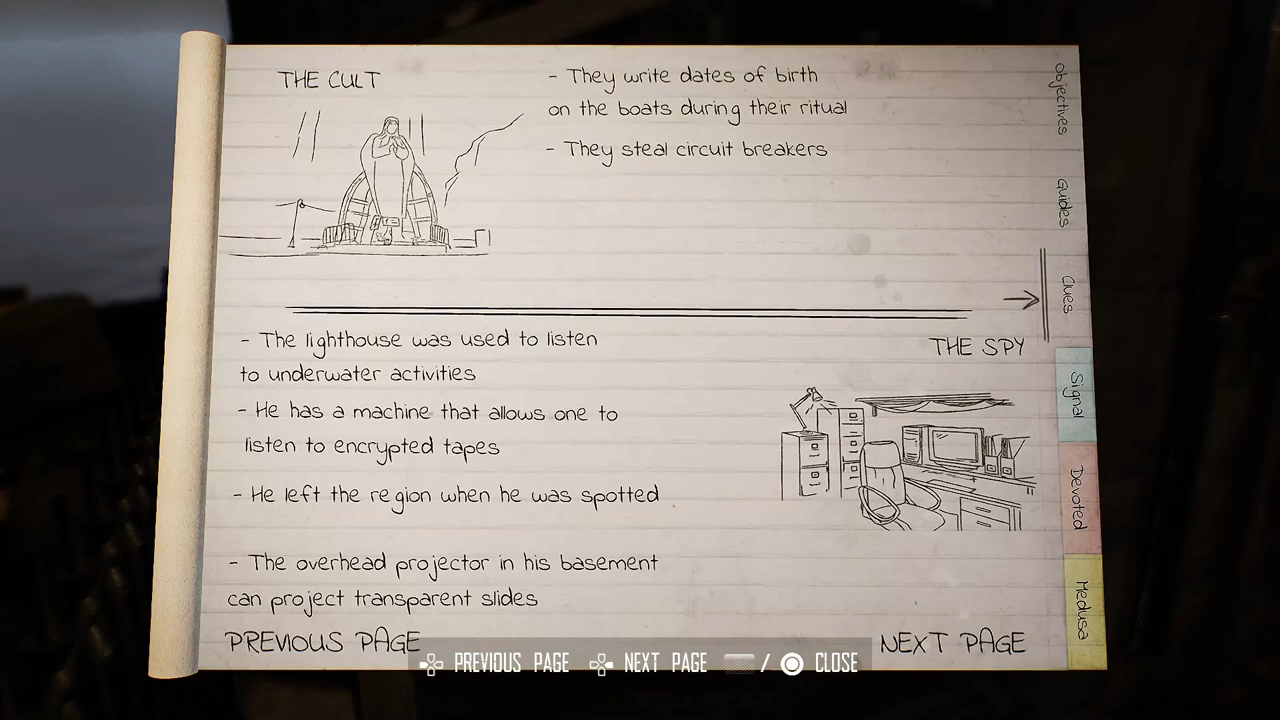 THE CULT
- They write dates of birth
on the boats during their ritual
- They steal circuit breakers
- The lighthouse was used to listen
to underwater activities
- He has a machine that allows one to
listen to encrypted tapes
- He left the region when he was spotted
- The overhead projector in his basement
can project transparent slides
THE SPY
Objectives
Guides
Clues
Signal
Devoted
Medusa
PREVIOUS PAGE
NEXT PAGE
PREVIOUS PAGE NEXT PAGE / CLOSE